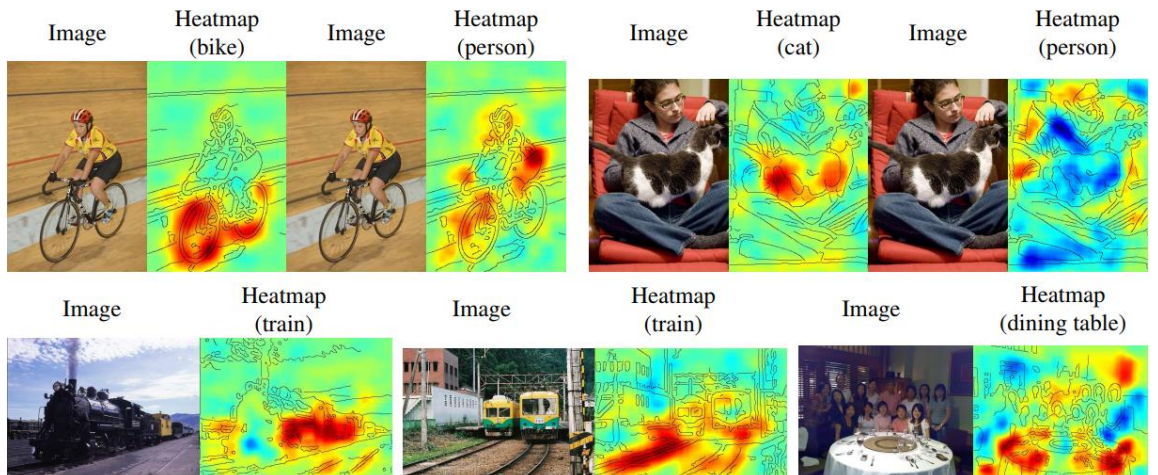 Image
Heatmap
(bike)
Image
Heatmap
(person)
Image
Heatmap
(cat)
Image
Heatmap
(person)
Image
Heatmap
(train)
Image
Heatmap
(train)
Image
Heatmap
(dining table)